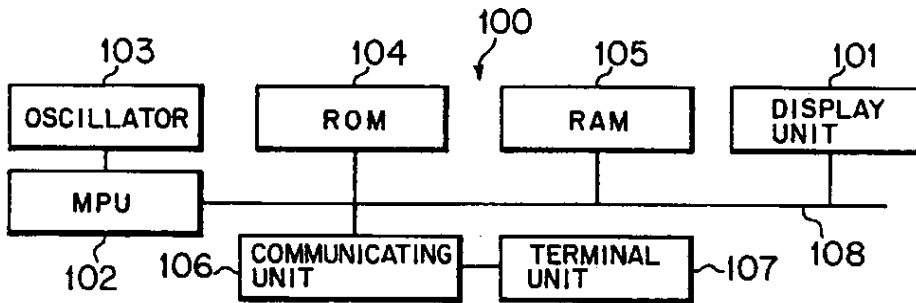 100
103
104
105
101
OSCILLATOR
ROM
RAM
DISPLAY
UNIT
MPU
108
102
106
COMMUNICATING
UNIT
TERMINAL
UNIT
107